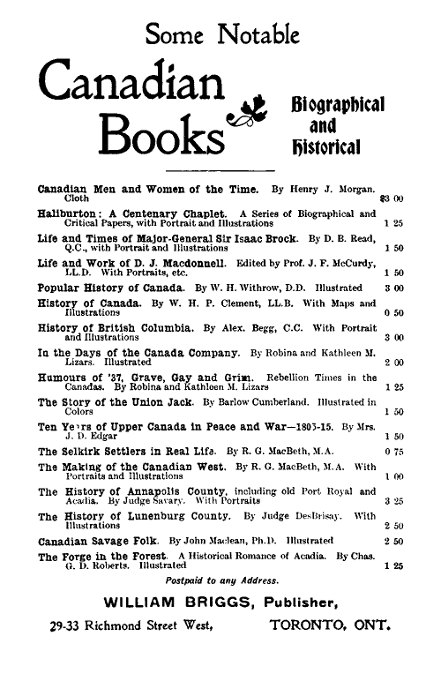 Some Notable
Canadian
Books
Biographical
and
Historical
Canadian Men and Women of the Time. By Henry J. Morgan.
Cloth $3 00
Haliburton: A Centenary Chaplet. A Series of Biographical and
Critical Papers, with Portrait and Illustrations 1 25
Life and Times of Major-General Sir Isaac Brock. By D. B. Read,
Q.C., with Portrait and Illustrations 1 50
Life and Work of D. J. Macdonnell. Edited by Prof. J. F. McCurdy,
LL.D. With Portraits, etc. 1 50
Popular History of Canada. By W. H. Withrow, D.D. Illustrated 3 00
History of Canada. By W. H. P. Clement, LL.B. With Maps and
Illustrations 0 50
History of British Columbia. By Alex. Begg, C.C. With Portrait
and Illustrations 3 00
In the Days of the Canada Company. By Robina and Kathleen M.
Lizars. Illustrated 2 00
Humours of '37, Grave, Gay and Grim. Rebellion Times in the
Canadas. By Robina and Kathleen M. Lizars 1 25
The Story of the Union Jack. By Barlow Cumberland. Illustrated in
Colors 1 50
Ten Years of Upper Canada in Peace and War—1805-15. By Mrs.
J. D. Edgar 1 50
The Selkirk Settlers in Real Life. By R. G. MacBeth, M.A. 0 75
The Making of the Canadian West. By R. G. MacBeth, M.A. With
Portraits and Illustrations 1 00
The History of Annapolis County, including old Port Royal and
Acadia. By Judge Savary. With Portraits 3 25
The History of Lunenburg County. By Judge DesBrisay. With
Illustrations 2 50
Canadian Savage Folk. By John Maclean, Ph.D. Illustrated 2 50
The Forge in the Forest. A Historical Romance of Acadia. By Chas.
G. D. Roberts. Illustrated 1 25
Postpaid to any Address.
WILLIAM BRIGGS, Publisher,
29-33 Richmond Street West, TORONTO, ONT.